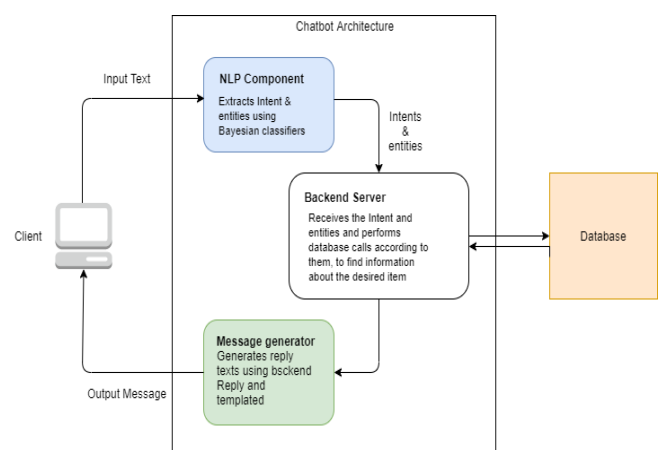 Chatbot Architecture
Input Text
NLP Component
Extracts Intent &
entities using
Bayesian classifiers
Intents
&
entities
Backend Server
Receives the Intent and
entities and performs
database calls according to
them, to find information
about the desired item
Client
Database
Message generator
Generates reply
texts using bsckend
Reply and
templated
Output Message